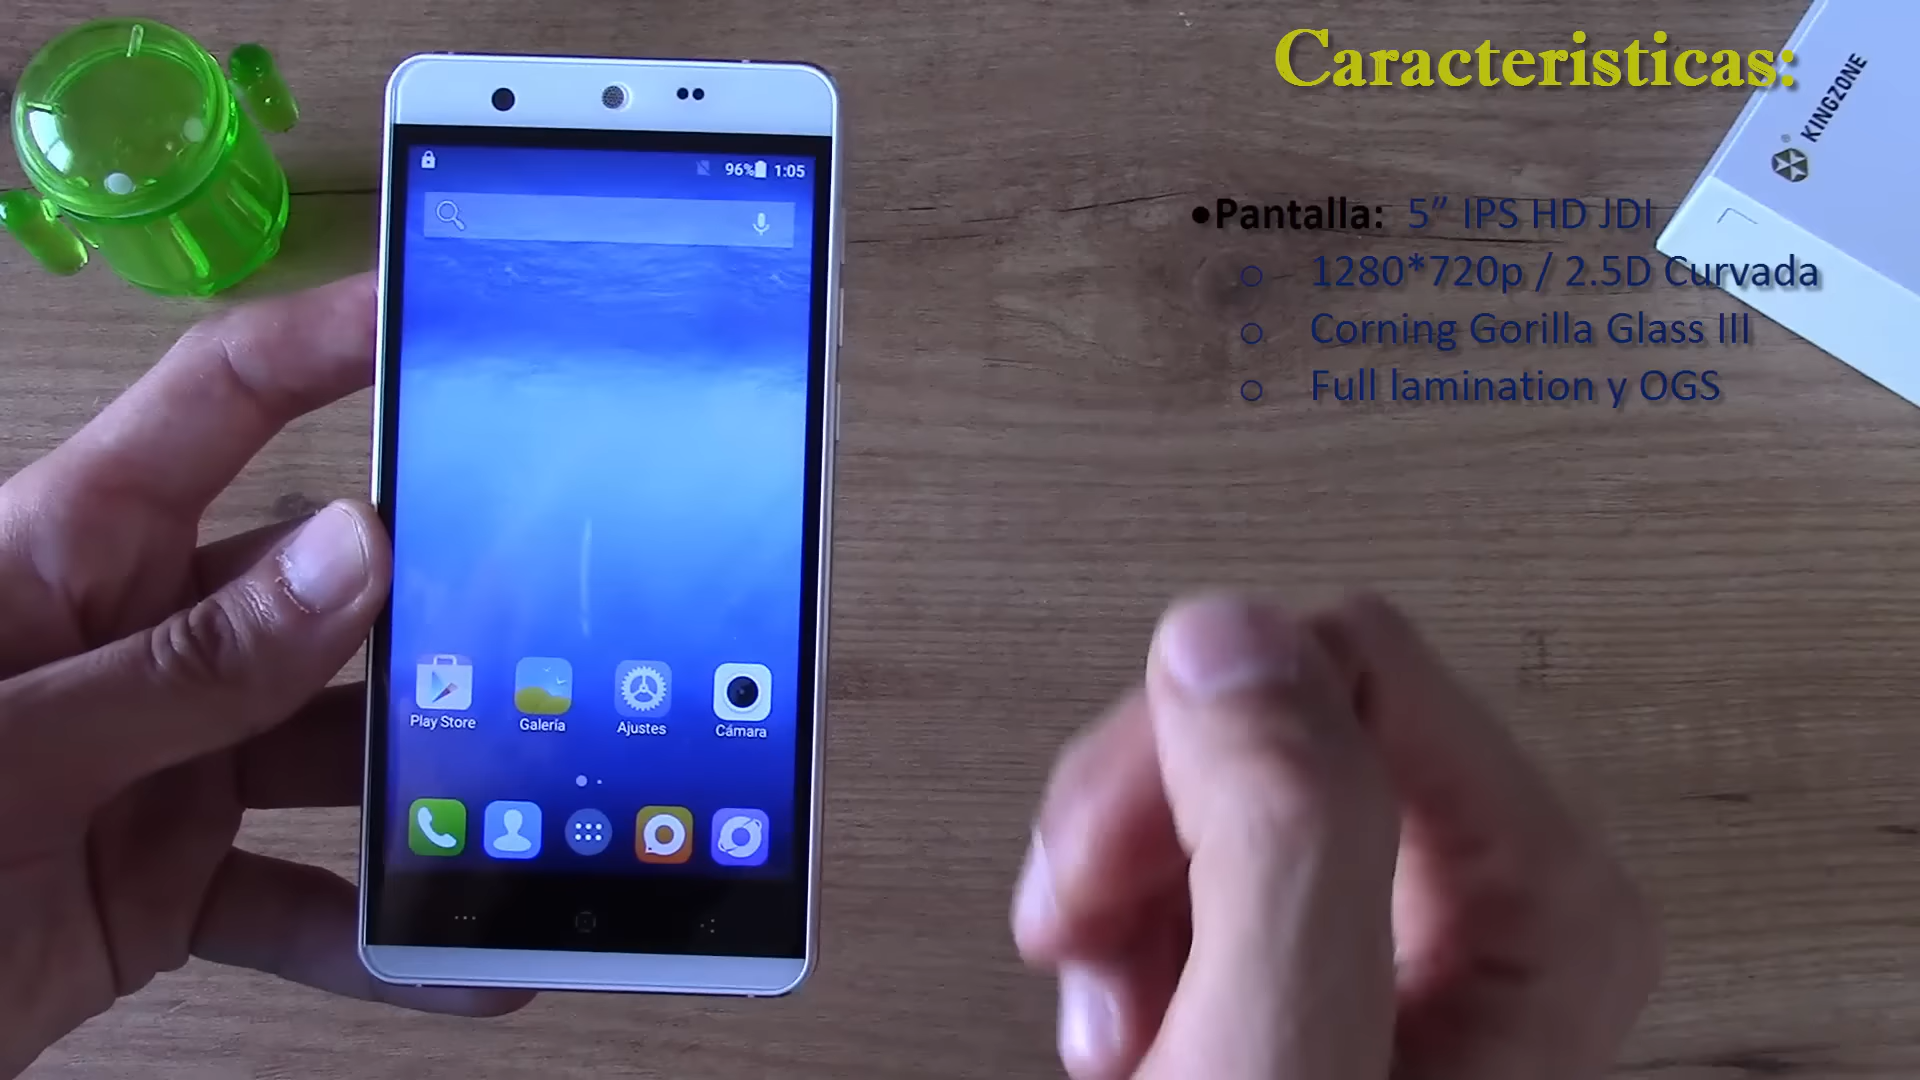 Caracteristicas:
KINGZONE
•Pantalla: 5” IPS HD JDI
o 1280*720p / 2.5D Curvada
o Corning Gorilla Glass III
o Full lamination y OGS
96% 1:05
Play Store
Galería
Ajustes
Cámara